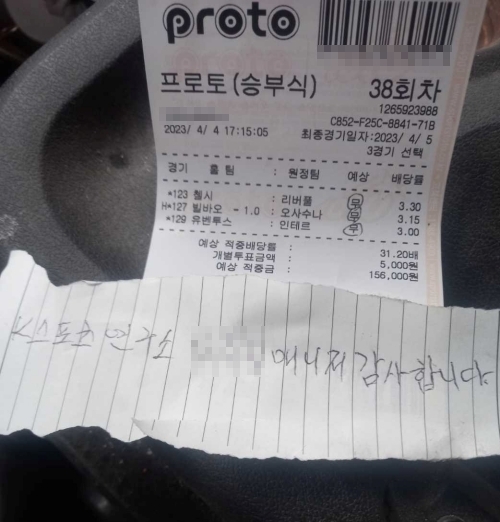 proto
프로토(승부식) 38회차
1265923988
C852-F25C-8841-71B
2023/ 4/ 4 17:15:05 최종경기일자:2023/ 4/ 5
3경기 선택
경기 홈팀 : 원정팀 예상 배당률
*123 첼시 : 리버풀 무 3.30
H*127 빌바오 - 1.0 : 오사수나 무 3.15
*129 유벤투스 : 인테르 무 3.00
예상 적중배당률 : 31.20배
개별투표금액 : 5,000원
예상 적중금 : 156,000원
K스포츠 연구소 매니저 감사합니다.